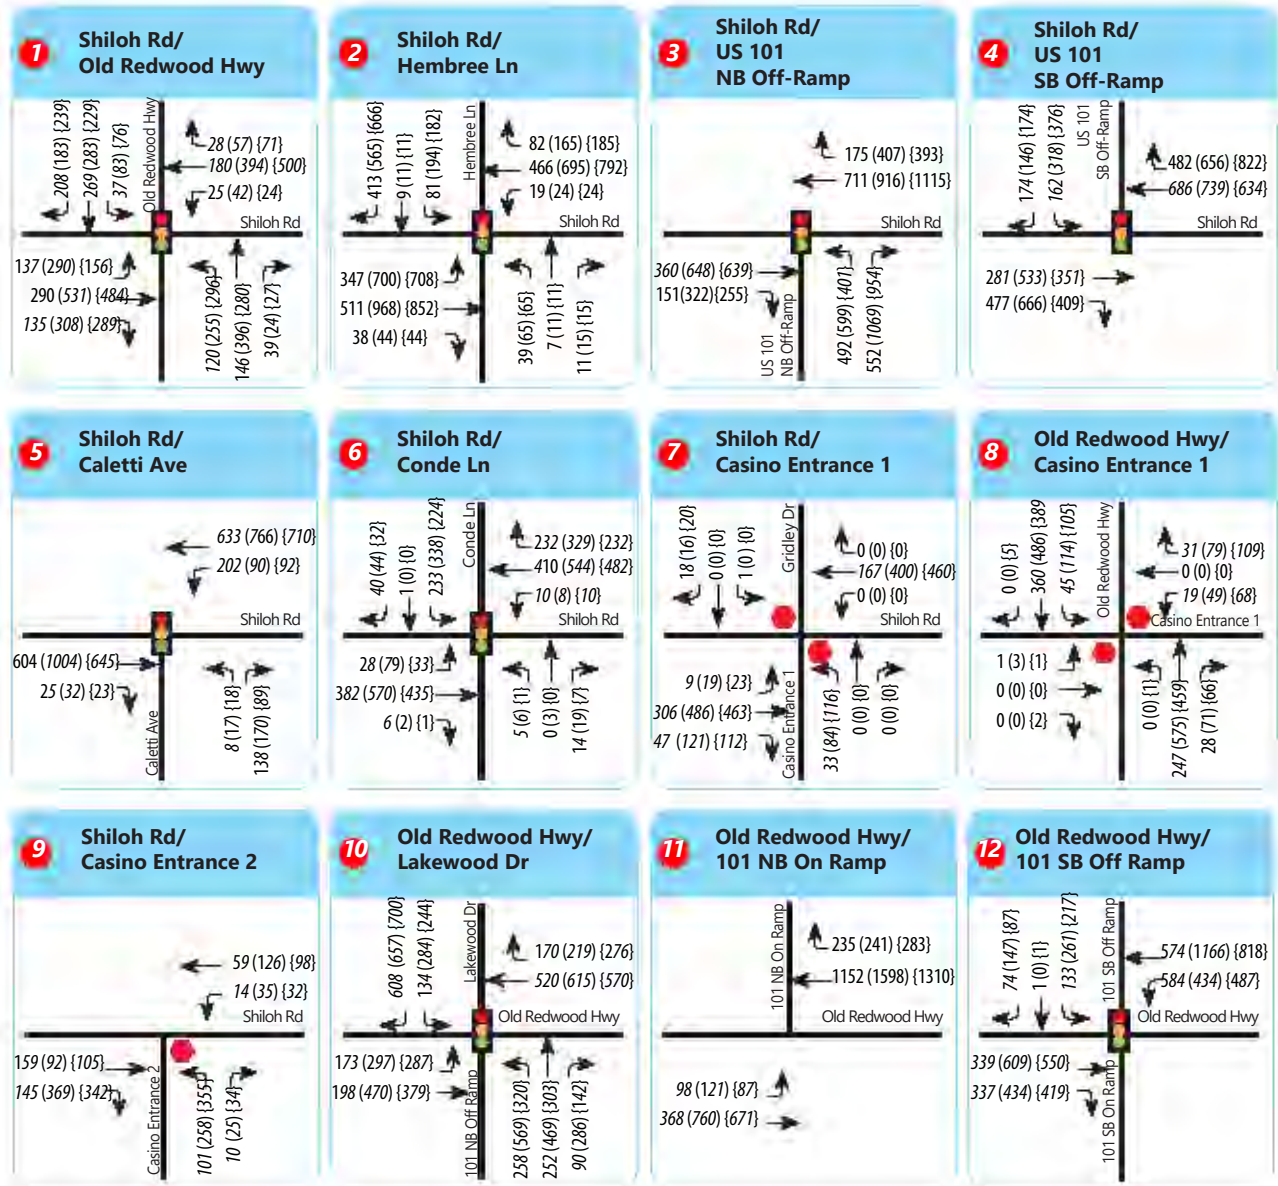 1
Shiloh Rd/
Old Redwood Hwy
208 (183) {239}
269 (283) {229}
37 (83) {76}
Old Redwood Hwy
28 (57) {71}
180 (394) {500}
25 (42) {24}
Shiloh Rd
137 (290) {156}
290 (531) {484}
135 (308) {289}
120 (255) {296}
146 (396) {280}
39 (24) {27}
2
Shiloh Rd/
Hembree Ln
413 (565) {666}
9 (11) {11}
81 (194) {182}
Hembree Ln
82 (165) {185}
466 (695) {792}
19 (24) {24}
Shiloh Rd
347 (700) {708}
511 (968) {852}
38 (44) {44}
39 (65) {65}
7 (11) {11}
11 (15) {15}
3
Shiloh Rd/
US 101
NB Off-Ramp
175 (407) {393}
711 (916) {1115}
Shiloh Rd
360 (648) {639}
151(322){255}
US 101
NB Off-Ramp
492 (599) {401}
552 (1069) {954}
4
Shiloh Rd/
US 101
SB Off-Ramp
174 (146) {174}
162 (318) {376}
US 101
SB Off-Ramp
482 (656) {822}
686 (739) {634}
Shiloh Rd
281 (533) {351}
477 (666) {409}
5
Shiloh Rd/
Caletti Ave
633 (766) {710}
202 (90) {92}
Shiloh Rd
604 (1004) {645}
25 (32) {23}
Caletti Ave
8 (17) {18}
138 (170) {89}
6
Shiloh Rd/
Conde Ln
40 (44) {32}
1 (0) {0}
233 (338) {224}
Conde Ln
232 (329) {232}
410 (544) {482}
10 (8) {10}
Shiloh Rd
28 (79) {33}
382 (570) {435}
6 (2) {1}
5 (6) {1}
0 (3) {0}
14 (19) {7}
7
Shiloh Rd/
Casino Entrance 1
18 (16) {20}
0 (0) {0}
1 (0 ) {0}
Gridley Dr
0 (0) {0}
167 (400) {460}
0 (0) {0}
Shiloh Rd
9 (19) {23}
306 (486) {463}
47 (121) {112}
Casino Entrance 1
33 (84) {116}
0 (0) {0}
0 (0) {0}
8
Old Redwood Hwy/
Casino Entrance 1
0 (0) {5}
360 (486) {389
45 (114) {105}
Old Redwood Hwy
31 (79) {109}
0 (0) {0}
19 (49) {68}
Casino Entrance 1
1 (3) {1}
0 (0) {0}
0 (0) {2}
0 (0) {1}
247 (575) {459}
28 (71) {66}
9
Shiloh Rd/
Casino Entrance 2
59 (126) {98}
14 (35) {32}
Shiloh Rd
159 (92) {105}
145 (369) {342}
Casino Entrance 2
101 (258) {355}
10 (25) {34}
10
Old Redwood Hwy/
Lakewood Dr
608 (657) {700}
134 (284) {244}
Lakewood Dr
170 (219) {276}
520 (615) {570}
Old Redwood Hwy
173 (297) {287}
198 (470) {379}
101 NB Off Ramp
258 (569) {320}
252 (469) {303}
90 (286) {142}
11
Old Redwood Hwy/
101 NB On Ramp
101 NB On Ramp
235 (241) {283}
1152 (1598) {1310}
Old Redwood Hwy
98 (121) {87}
368 (760) {671}
12
Old Redwood Hwy/
101 SB Off Ramp
74 (147) {87}
1 (0) {1}
133 (261) {217}
101 SB Off Ramp
574 (1166) {818}
584 (434) {487}
Old Redwood Hwy
339 (609) {550}
337 (434) {419}
101 SB On Ramp